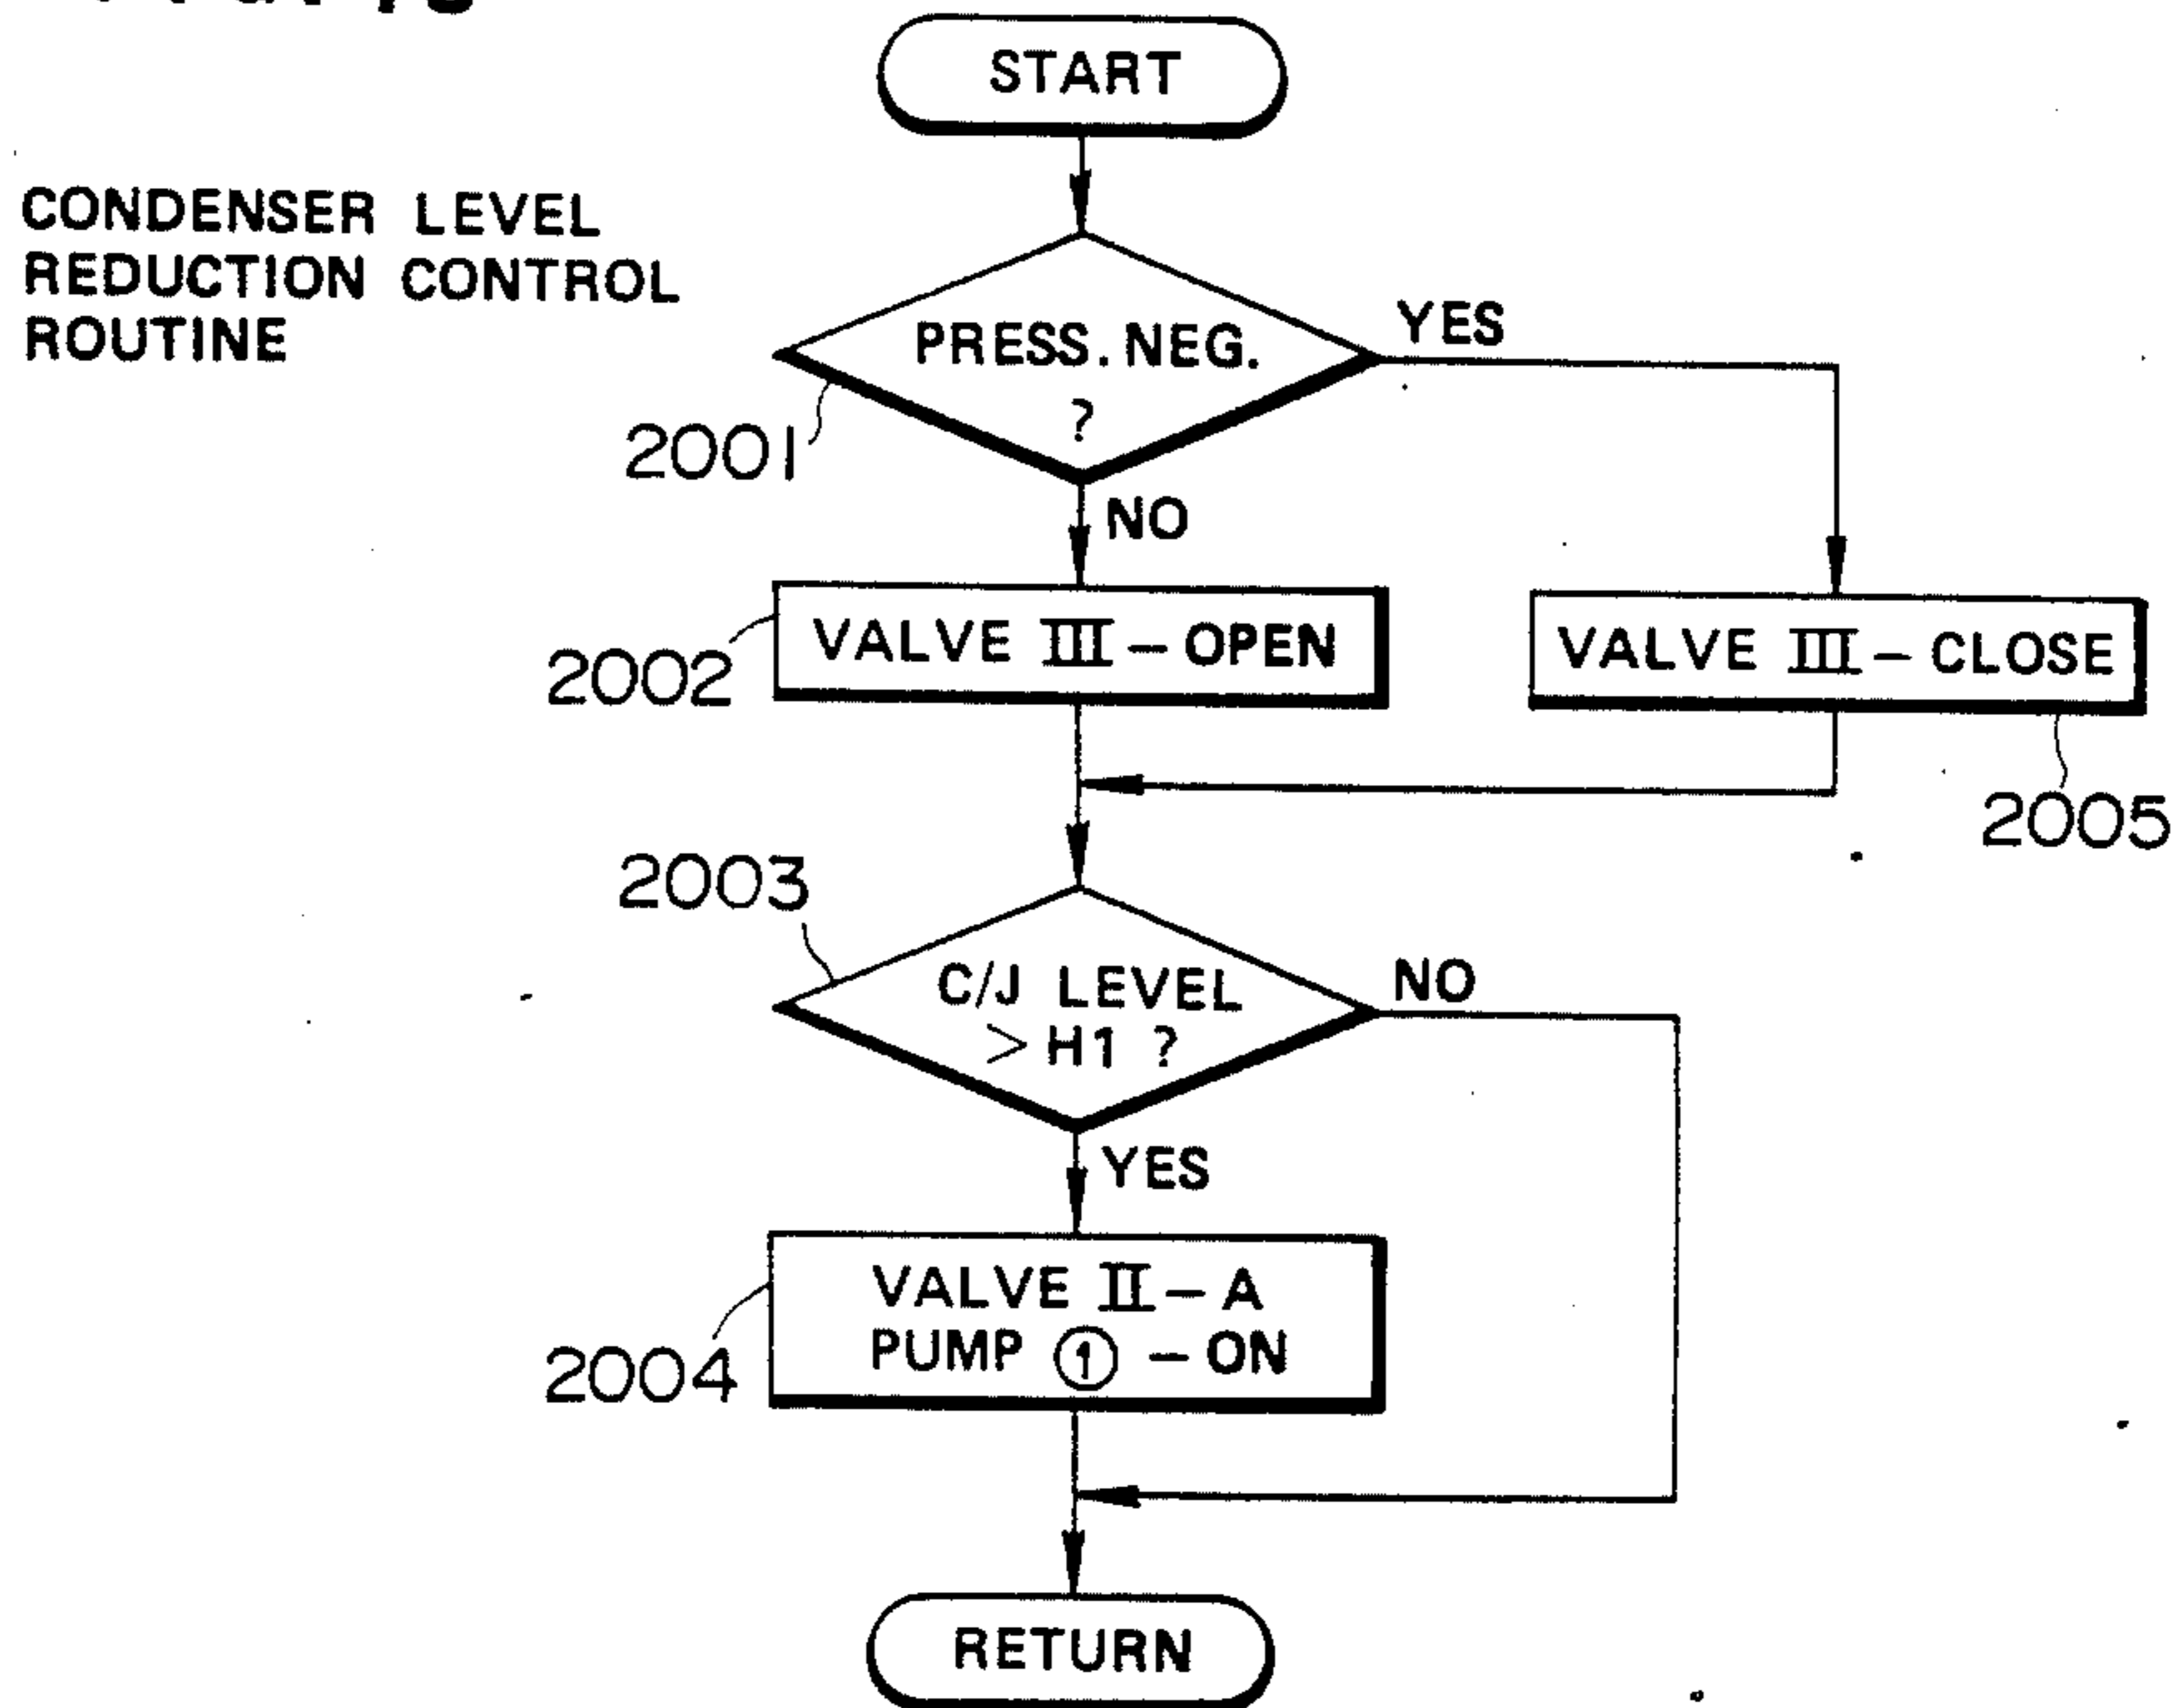 START
CONDENSER LEVEL
REDUCTION CONTROL
ROUTINE
PRESS. NEG.
?
YES
2001
NO
VALVE III – OPEN
VALVE III – CLOSE
2002
2005
2003
C/J LEVEL
> H1 ?
NO
YES
VALVE II – A
PUMP ① – ON
2004
RETURN